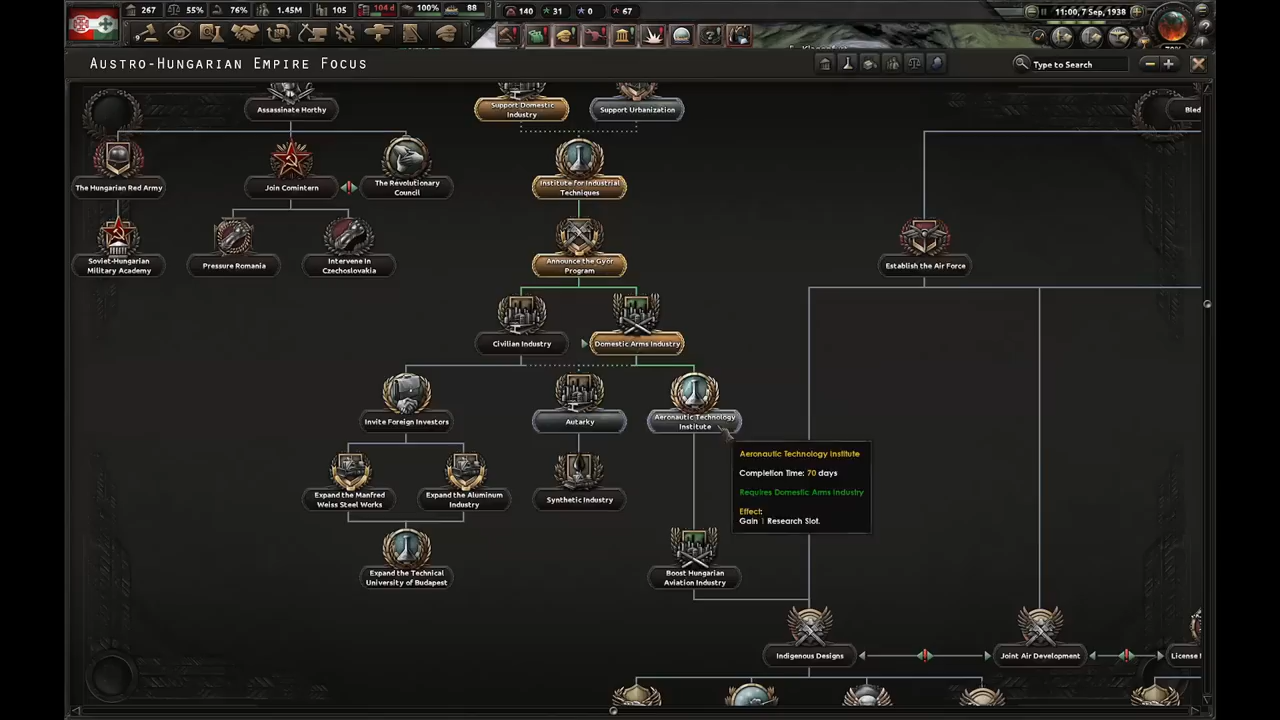 267 55% 76% 1.45M 105 104 d 100% 88 140 31 0 67
11:00, 7 Sep, 1938
AUSTRO-HUNGARIAN EMPIRE FOCUS
Type to Search
Assassinate Horthy
Support Domestic
Industry
Support Urbanization
The Hungarian Red Army
Join Comintern
The Revolutionary
Council
Institute for Industrial
Techniques
Soviet-Hungarian
Military Academy
Pressure Romania
Intervene in
Czechoslovakia
Announce the Gyor
Program
Establish the Air Force
Civilian Industry
Domestic Arms Industry
Invite Foreign Investors
Autarky
Aeronautic Technology
Institute
Aeronautic Technology Institute
Completion Time: 70 days
Requires Domestic Arms Industry
Effect:
Gain 1 Research Slot.
Expand the Manfred
Weiss Steel Works
Expand the Aluminum
Industry
Synthetic Industry
Expand the Technical
University of Budapest
Boost Hungarian
Aviation Industry
Indigenous Designs
Joint Air Development
License